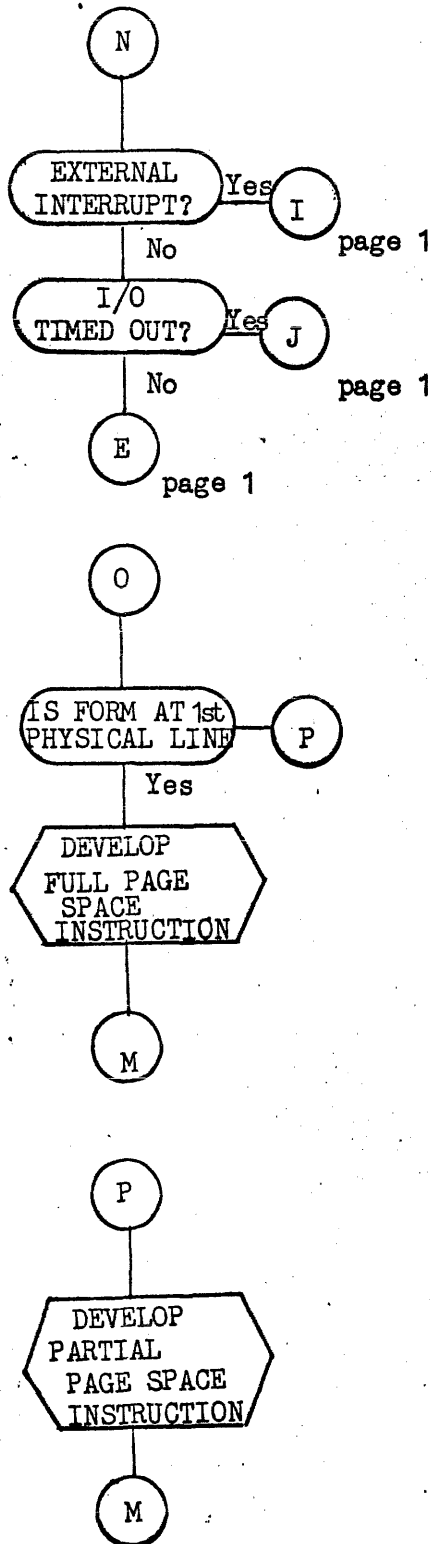 N
EXTERNAL
INTERRUPT?
Yes
I
page 1
No
I/O
TIMED OUT?
Yes
J
page 1
No
E
page 1
O
IS FORM AT 1st
PHYSICAL LINE
P
Yes
DEVELOP
FULL PAGE
SPACE
INSTRUCTION
M
P
DEVELOP
PARTIAL
PAGE SPACE
INSTRUCTION
M